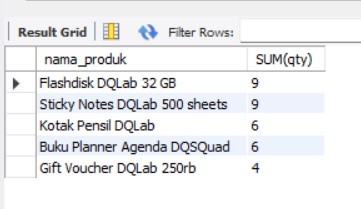 Result Grid Filter Rows:
nama_produk SUM(qty)
Flashdisk DQLab 32 GB 9
Sticky Notes DQLab 500 sheets 9
Kotak Pensil DQLab 6
Buku Planner Agenda DQSQuad 6
Gift Voucher DQLab 250rb 4